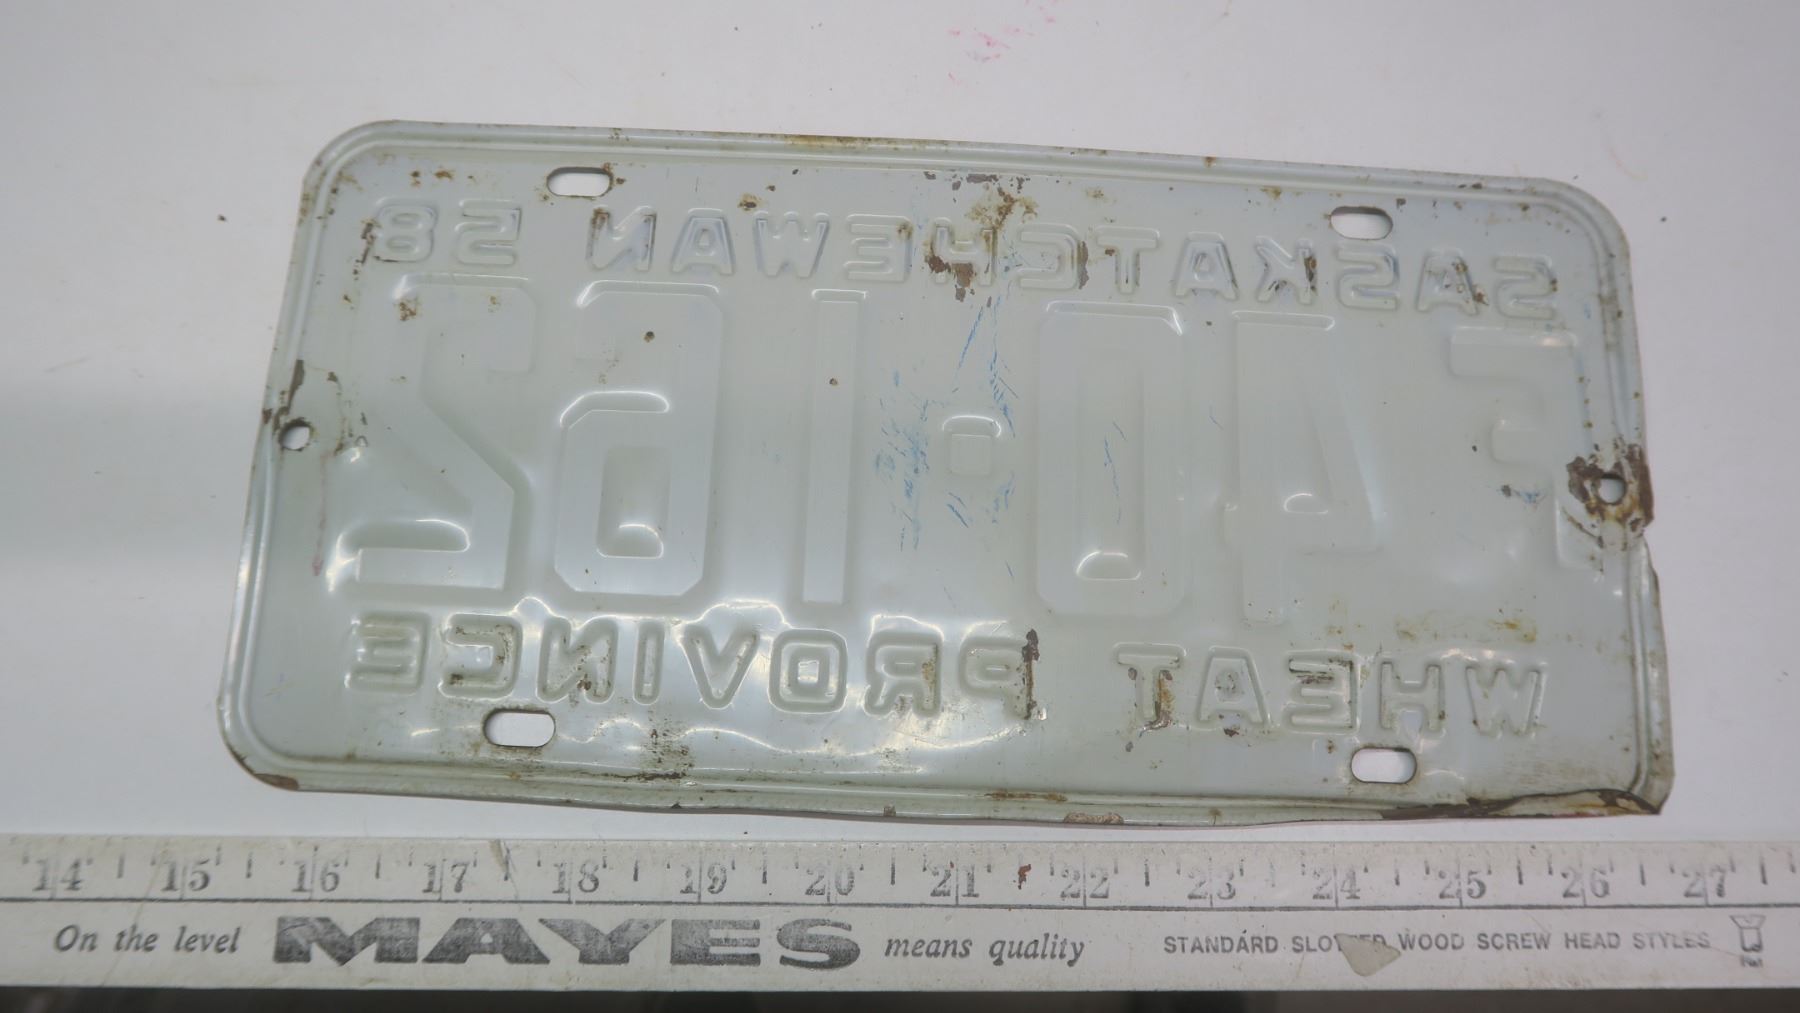 SASKATCHEWAN 58
F 40·162
WHEAT PROVINCE
14 15 16 17 18 19 20 21 22 23 24 25 26 27
On the level MAYES means quality STANDARD SLOTTED WOOD SCREW HEAD STYLES